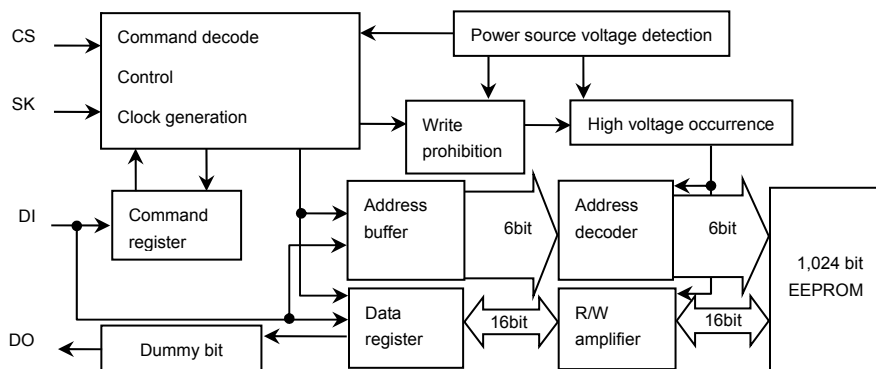 CS
Command decode
Power source voltage detection
Control
SK
Clock generation
Write
prohibition
High voltage occurrence
DI
Command
register
Address
buffer
6bit
Address
decoder
6bit
1,024 bit
EEPROM
Data
register
16bit
R/W
amplifier
16bit
DO
Dummy bit